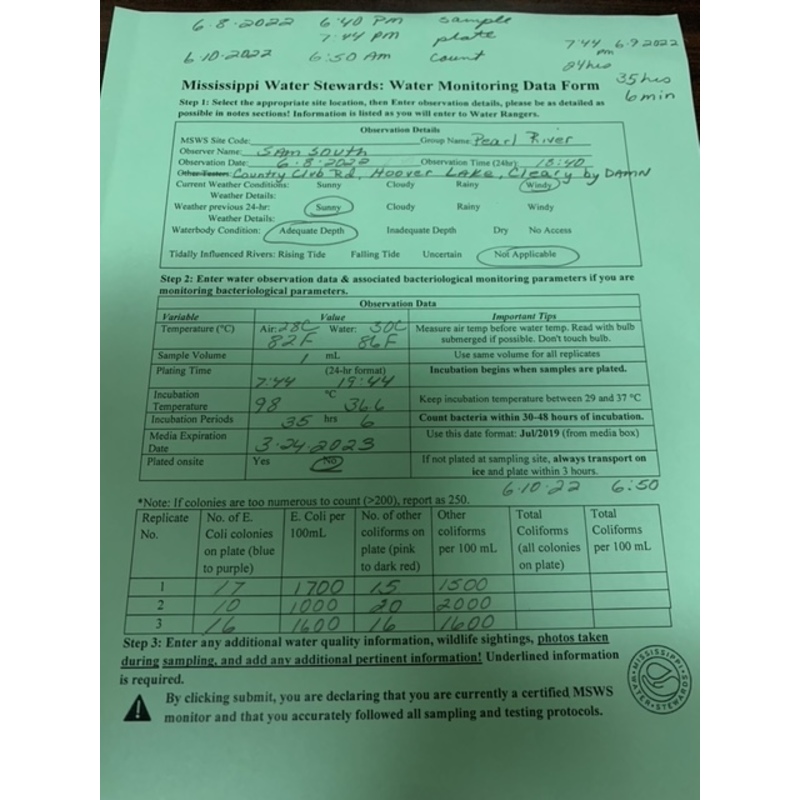 6-8-2022 6:40 Pm sample
7:44 pm plate
6-10-2022 6:50 Am count
7:44 pm 6-9 2022
24hrs
35 hrs
6 min
Mississippi Water Stewards: Water Monitoring Data Form
Step 1: Select the appropriate site location, then Enter observation details, please be as detailed as
possible in notes sections! Information is listed as you will enter to Water Rangers.
Observation Details
MSWS Site Code: Group Name: Pearl River
Observer Name: SAm SOUTH
Observation Date: 6-8-2022 Observation Time (24hr): 18:40
Other Testers Country Club Rd, Hoover LAKE, Cleary by DAMN
Current Weather Conditions: Sunny Cloudy Rainy Windy
Weather Details:
Weather previous 24-hr: Sunny Cloudy Rainy Windy
Weather Details:
Waterbody Condition: Adequate Depth Inadequate Depth Dry No Access
Tidally Influenced Rivers: Rising Tide Falling Tide Uncertain Not Applicable
Step 2: Enter water observation data & associated bacteriological monitoring parameters if you are
monitoring bacteriological parameters.
Observation Data
Variable Value Important Tips
Temperature (°C) Air: 28C Water: 30C Measure air temp before water temp. Read with bulb
82F 86F submerged if possible. Don't touch bulb.
Sample Volume 1 mL Use same volume for all replicates
Plating Time (24-hr format) Incubation begins when samples are plated.
7:44 19:44
Incubation °C
Temperature 98 36.6 Keep incubation temperature between 29 and 37 °C
Incubation Periods 35 hrs 6 Count bacteria within 30-48 hours of incubation.
Media Expiration
Date 3-24-2023 Use this date format: Jul/2019 (from media box)
Plated onsite Yes No If not plated at sampling site, always transport on
ice and plate within 3 hours.
6-10-22 6:50
*Note: If colonies are too numerous to count (>200), report as 250.
Replicate No. of E. E. Coli per No. of other Other Total Total
No. Coli colonies 100mL coliforms on coliforms Coliforms Coliforms
on plate (blue plate (pink per 100 mL (all colonies per 100 mL
to purple) to dark red) on plate)
1 17 1700 15 1500
2 10 1000 20 2000
3 16 1600 16 1600
Step 3: Enter any additional water quality information, wildlife sightings, photos taken
during sampling, and add any additional pertinent information! Underlined information
is required.
By clicking submit, you are declaring that you are currently a certified MSWS
monitor and that you accurately followed all sampling and testing protocols.
MISSISSIPPI WATER STEWARDS